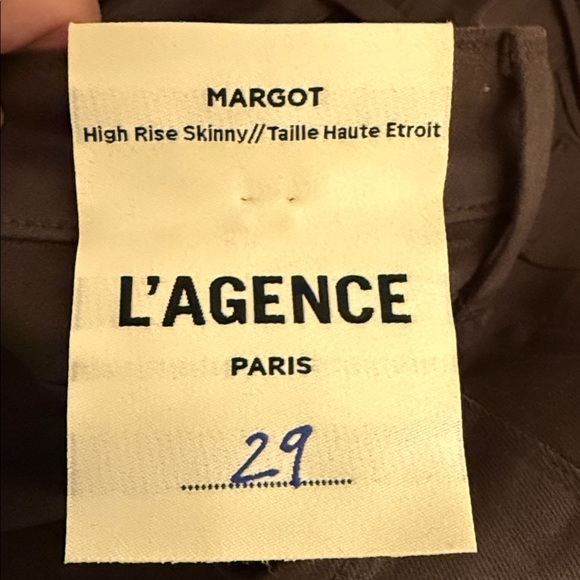 MARGOT
High Rise Skinny//Taille Haute Etroit
L'AGENCE
PARIS
29